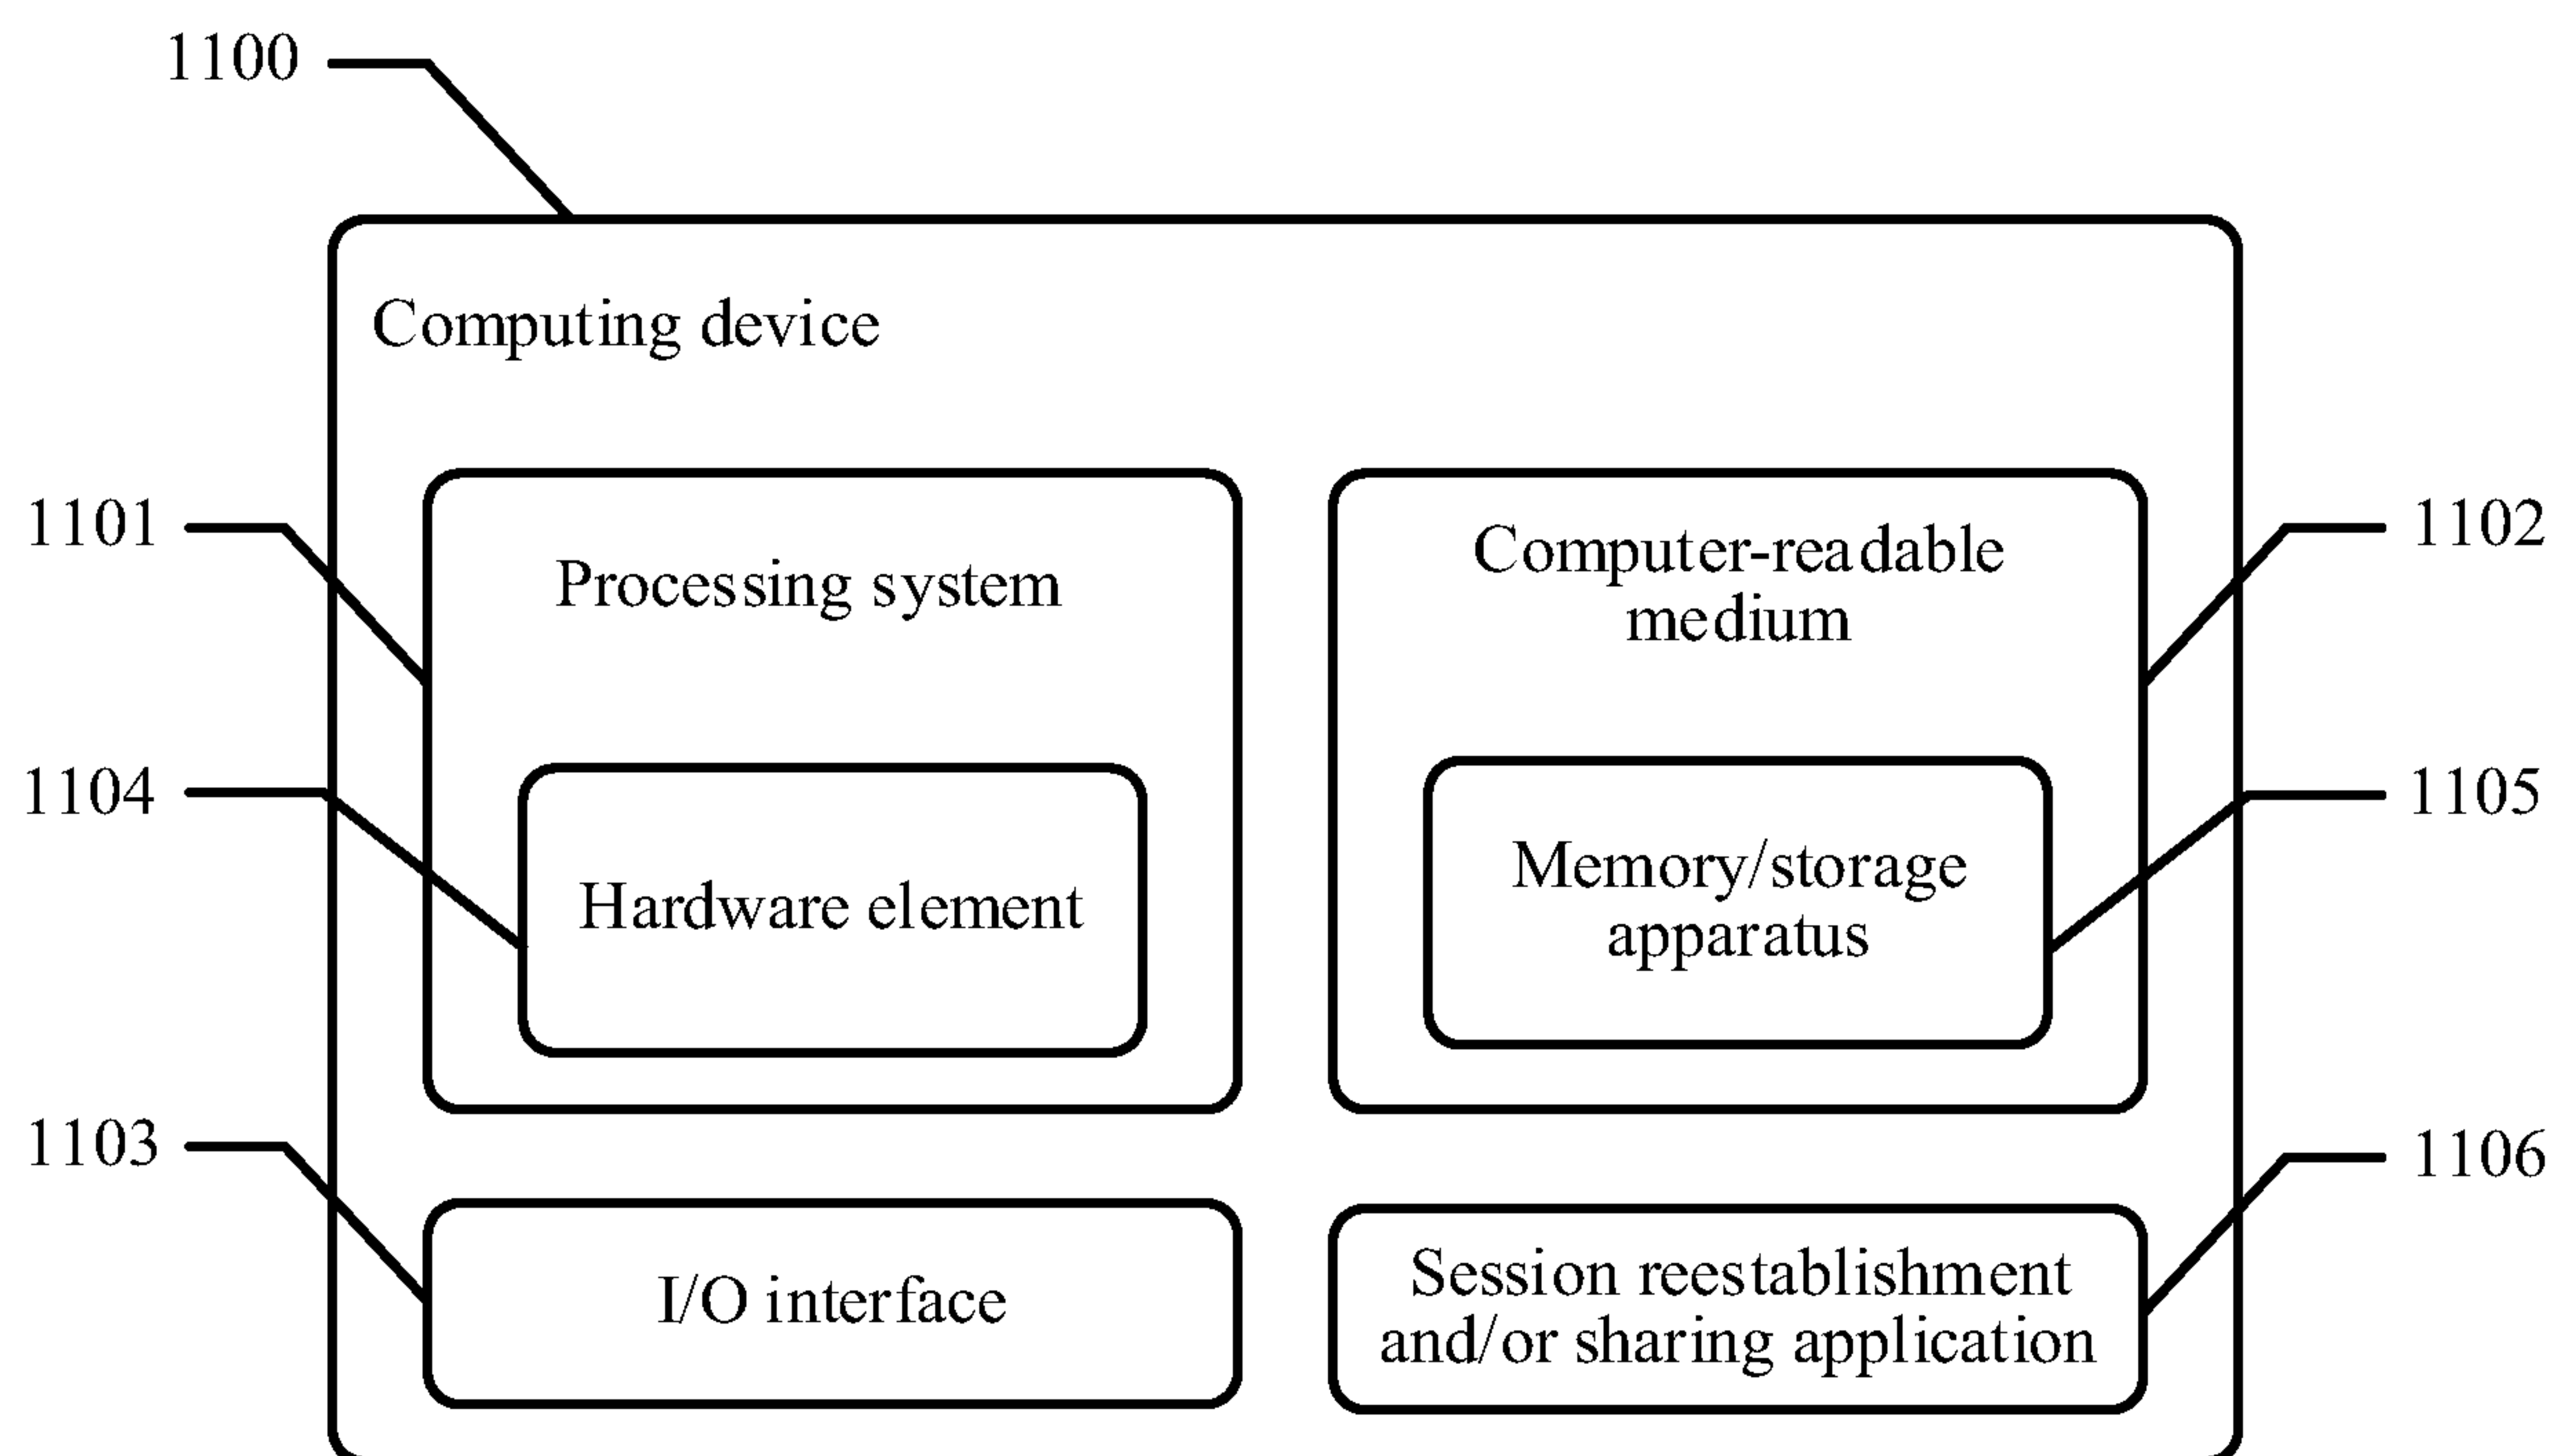 1100
Computing device
1101
Processing system
Computer-readable
medium
1102
1104
Hardware element
Memory/storage
apparatus
1105
1103
I/O interface
Session reestablishment
and/or sharing application
1106